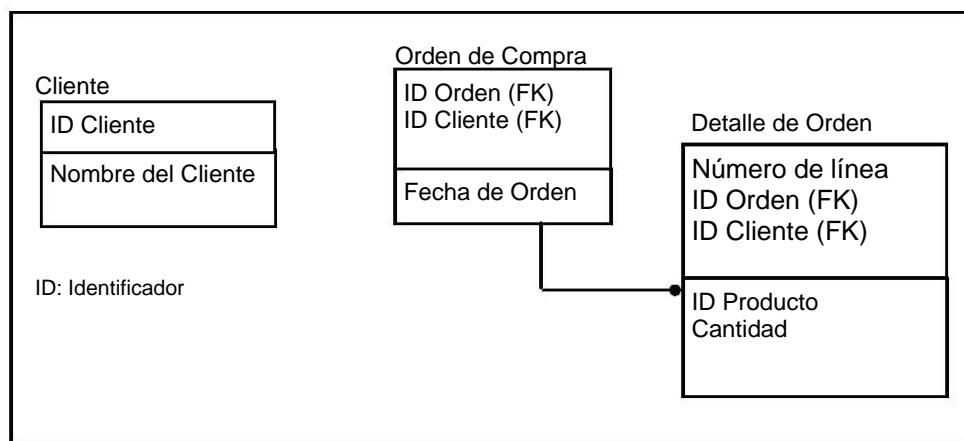 Cliente
ID Cliente
Nombre del Cliente
ID: Identificador
Orden de Compra
ID Orden (FK)
ID Cliente (FK)
Fecha de Orden
Detalle de Orden
Número de línea
ID Orden (FK)
ID Cliente (FK)
ID Producto
Cantidad